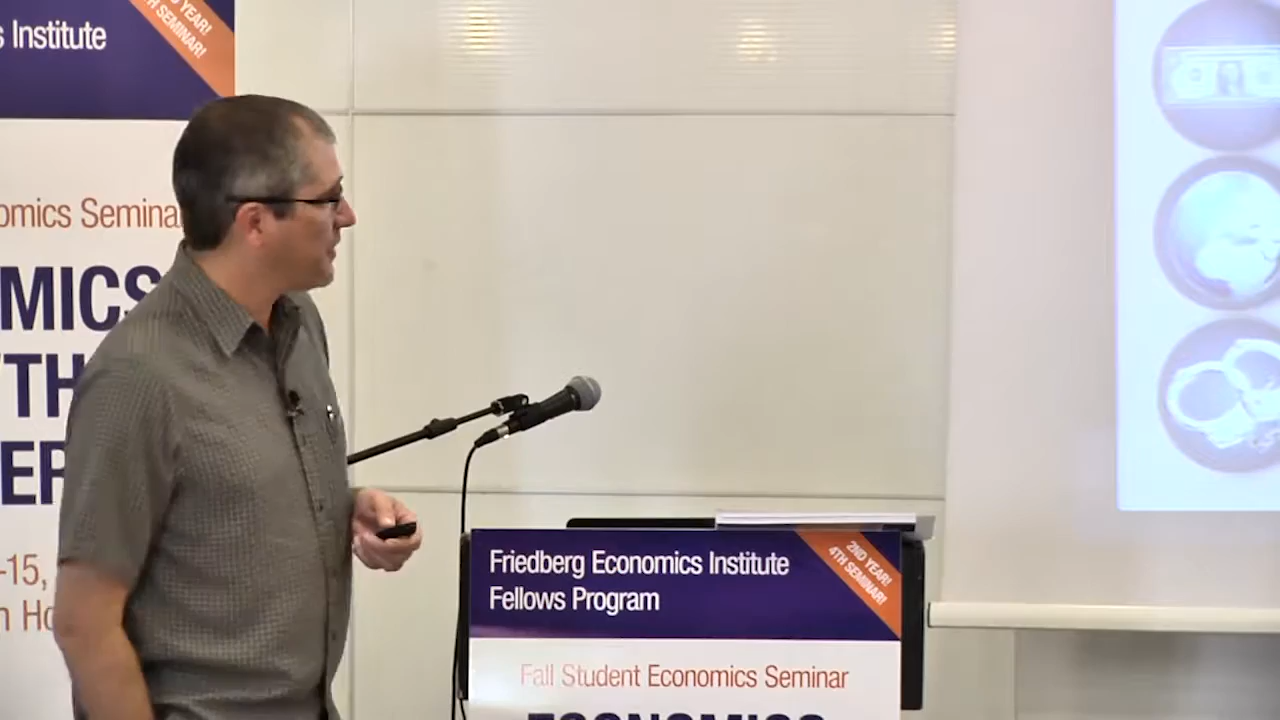 s Institute
2ND YEAR!
4TH SEMINAR!
omics Semina
MICS
TH
ER
-15,
n Ho
Friedberg Economics Institute
Fellows Program
2ND YEAR!
4TH SEMINAR!
Fall Student Economics Seminar
ECONOMICS